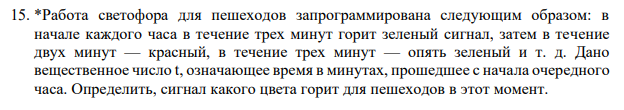 15. *Работа светофора для пешеходов запрограммирована следующим образом: в
начале каждого часа в течение трех минут горит зеленый сигнал, затем в течение
двух минут — красный, в течение трех минут — опять зеленый и т. д. Дано
вещественное число t, означающее время в минутах, прошедшее с начала очередного
часа. Определить, сигнал какого цвета горит для пешеходов в этот момент.